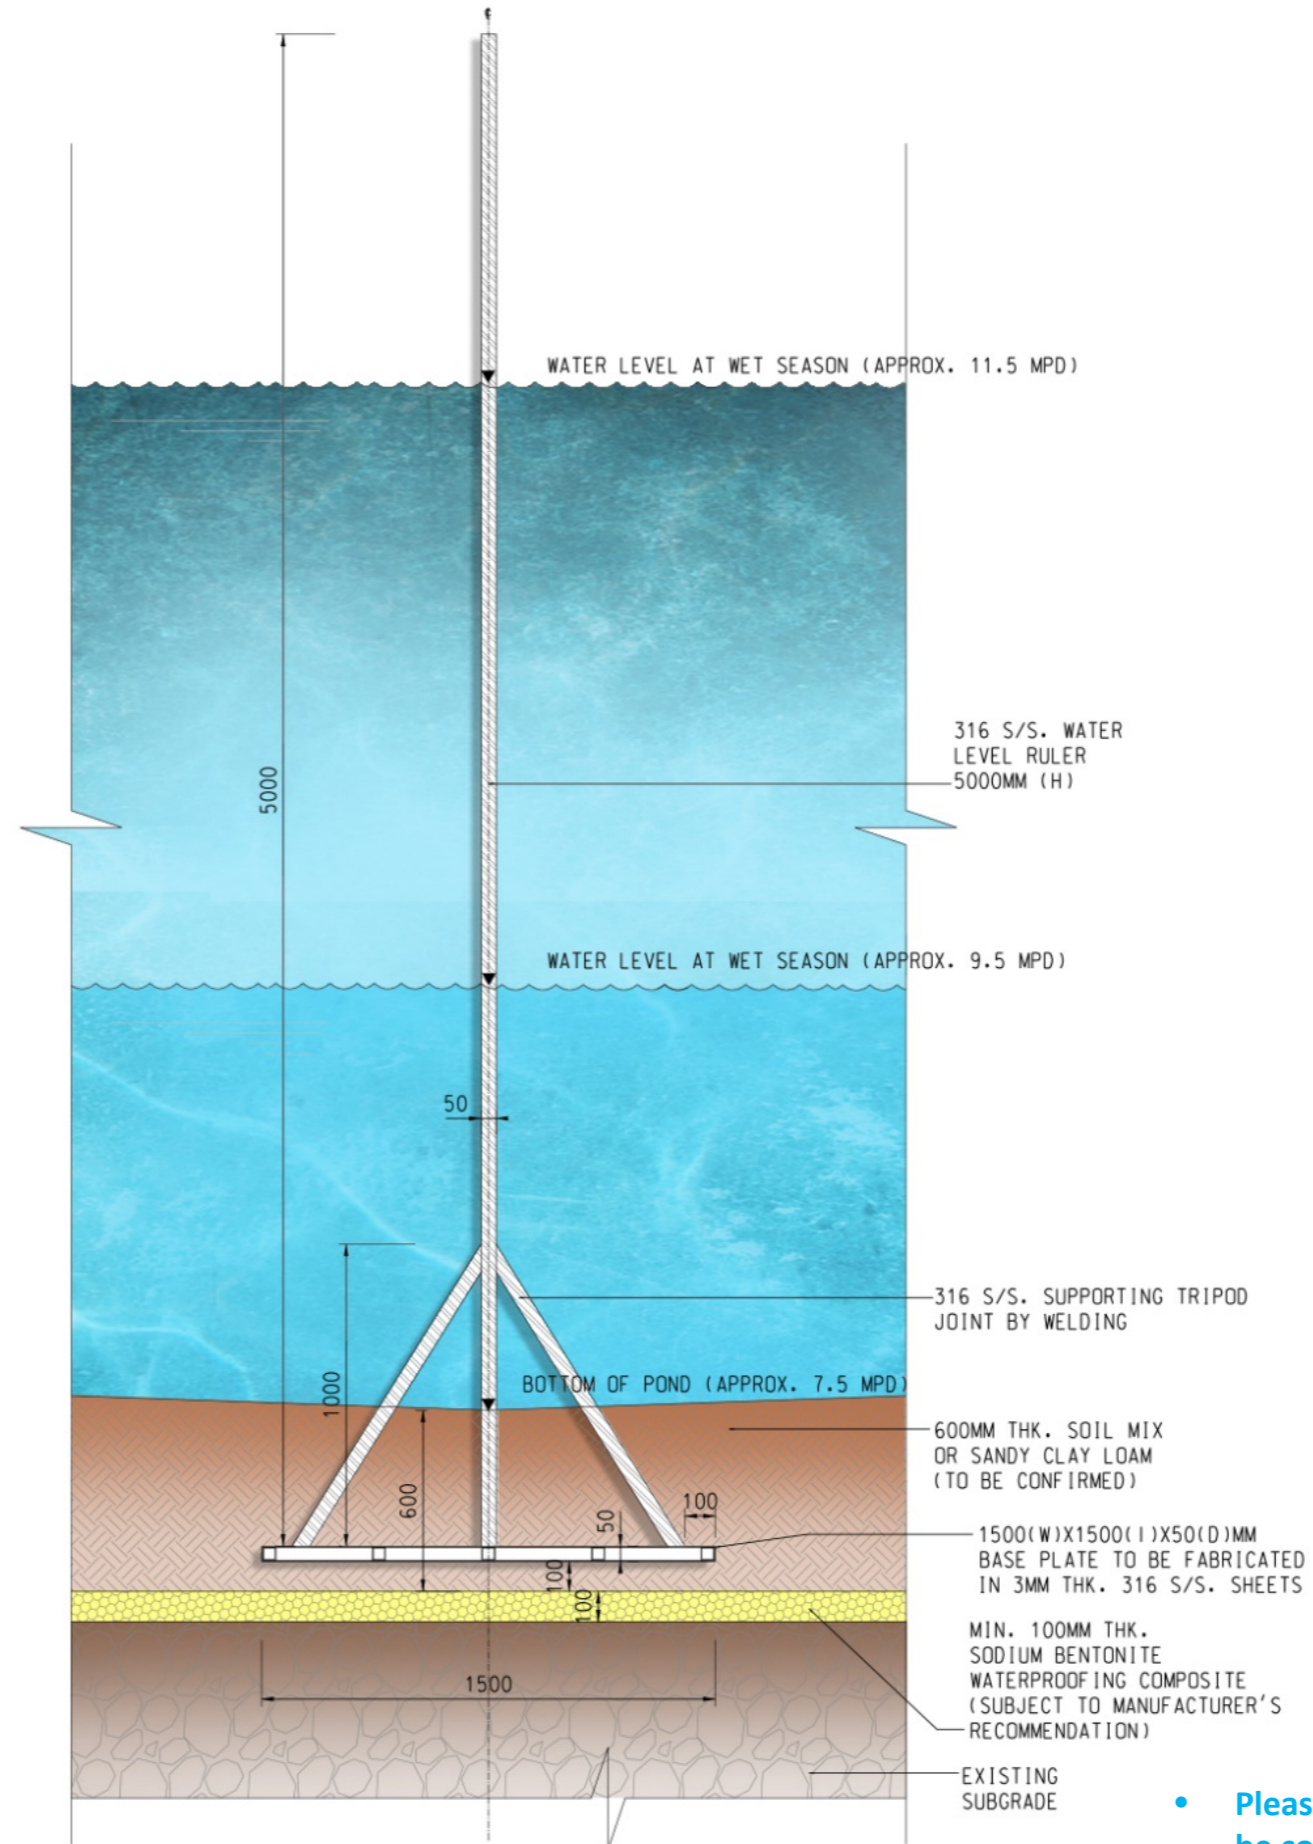 ℄
WATER LEVEL AT WET SEASON (APPROX. 11.5 MPD)
316 S/S. WATER
LEVEL RULER
5000MM (H)
5000
WATER LEVEL AT WET SEASON (APPROX. 9.5 MPD)
50
316 S/S. SUPPORTING TRIPOD
JOINT BY WELDING
1000
BOTTOM OF POND (APPROX. 7.5 MPD)
600MM THK. SOIL MIX
OR SANDY CLAY LOAM
(TO BE CONFIRMED)
600
50
100
1500(W)X1500(l)X50(D)MM
BASE PLATE TO BE FABRICATED
IN 3MM THK. 316 S/S. SHEETS
100
100
MIN. 100MM THK.
SODIUM BENTONITE
WATERPROOFING COMPOSITE
(SUBJECT TO MANUFACTURER'S
RECOMMENDATION)
1500
EXISTING
SUBGRADE
• Pleas